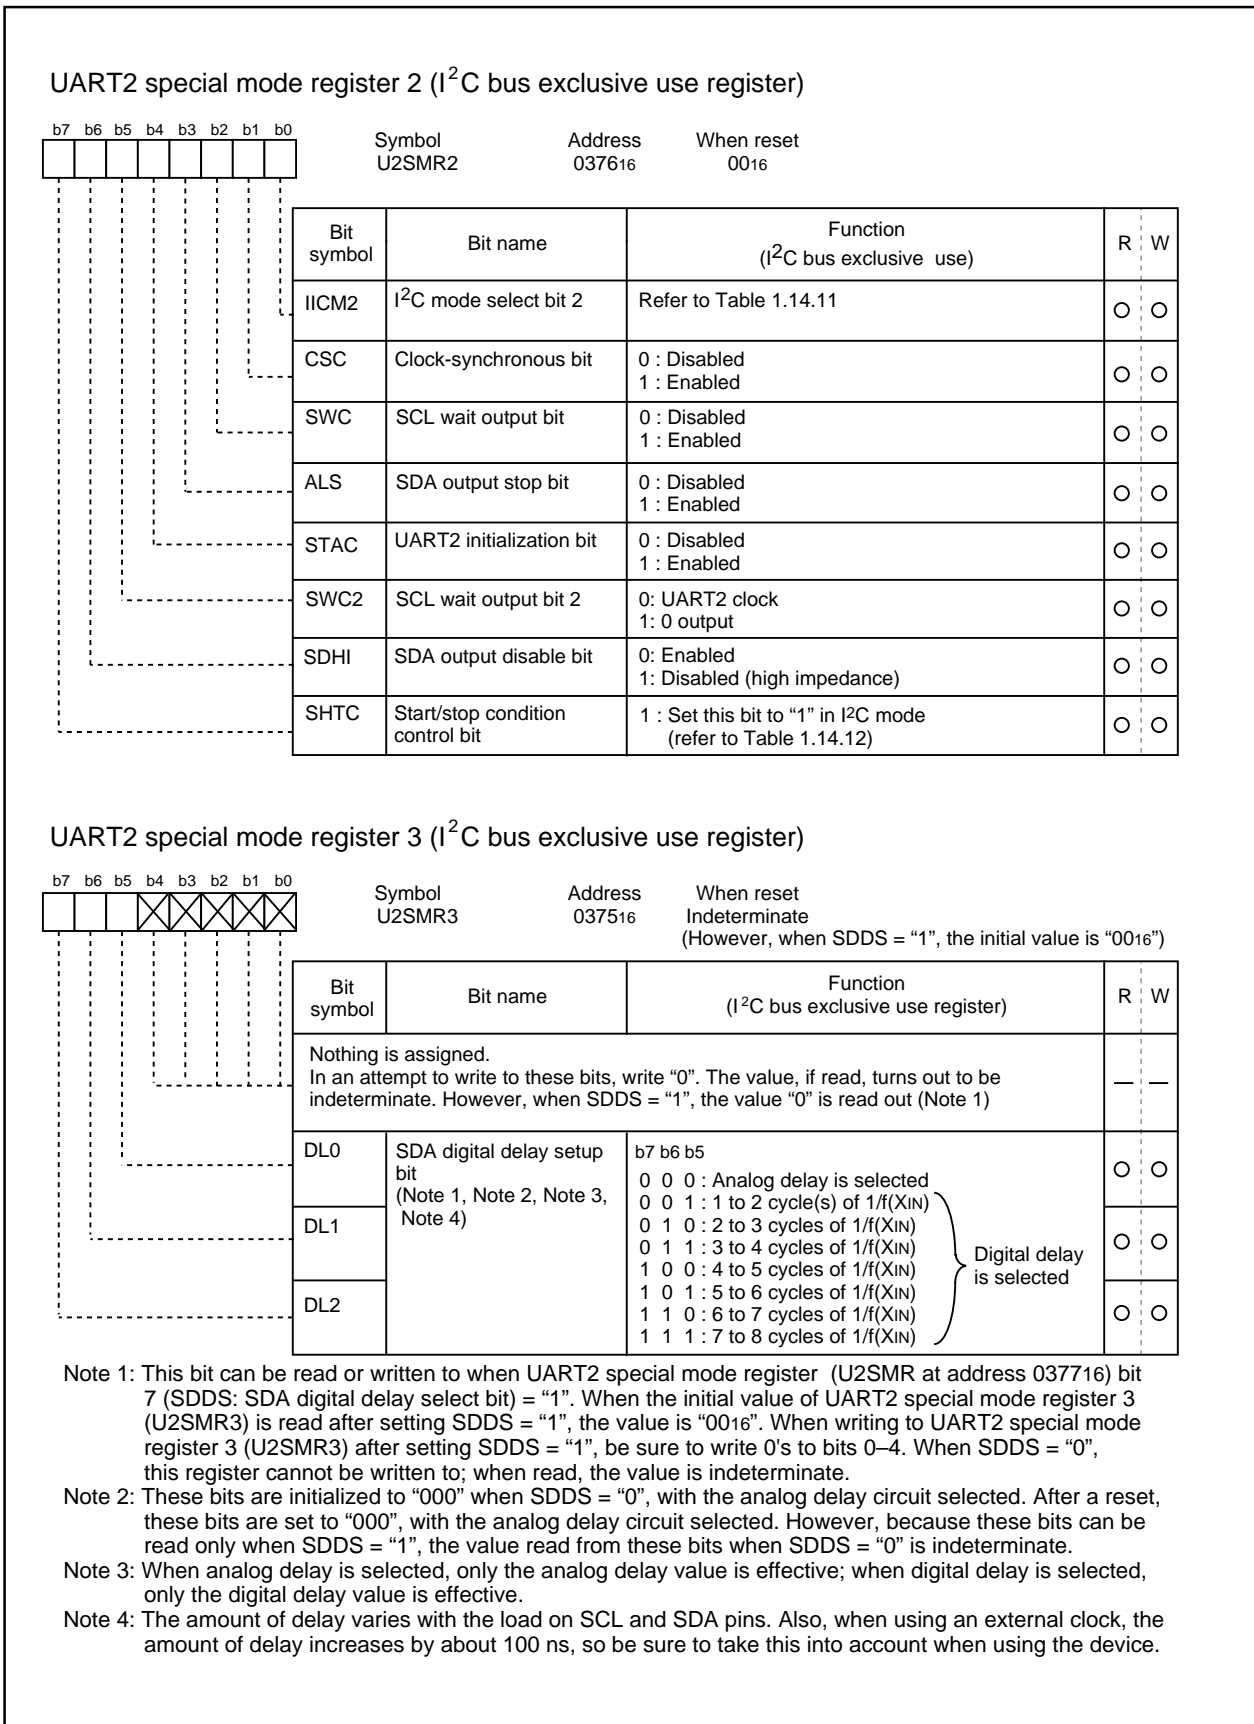 UART2 special mode register 2 (I2C bus exclusive use register)
b7 b6 b5 b4 b3 b2 b1 b0
Symbol Address When reset
U2SMR2 037616 0016
Bit symbol Bit name Function (I2C bus exclusive use) R W
IICM2 I2C mode select bit 2 Refer to Table 1.14.11
CSC Clock-synchronous bit 0 : Disabled
1 : Enabled
SWC SCL wait output bit 0 : Disabled
1 : Enabled
ALS SDA output stop bit 0 : Disabled
1 : Enabled
STAC UART2 initialization bit 0 : Disabled
1 : Enabled
SWC2 SCL wait output bit 2 0: UART2 clock
1: 0 output
SDHI SDA output disable bit 0: Enabled
1: Disabled (high impedance)
SHTC Start/stop condition 1 : Set this bit to “1” in I2C mode
control bit (refer to Table 1.14.12)
UART2 special mode register 3 (I2C bus exclusive use register)
b7 b6 b5 b4 b3 b2 b1 b0
Symbol Address When reset
U2SMR3 037516 Indeterminate
(However, when SDDS = “1”, the initial value is “0016”)
Bit symbol Bit name Function (I2C bus exclusive use register) R W
Nothing is assigned.
In an attempt to write to these bits, write “0”. The value, if read, turns out to be
indeterminate. However, when SDDS = “1”, the value “0” is read out (Note 1)
— —
DL0 SDA digital delay setup b7 b6 b5
bit
(Note 1, Note 2, Note 3,
Note 4)
DL1
DL2
0 0 0 : Analog delay is selected
0 0 1 : 1 to 2 cycle(s) of 1/f(XIN)
0 1 0 : 2 to 3 cycles of 1/f(XIN)
0 1 1 : 3 to 4 cycles of 1/f(XIN)
1 0 0 : 4 to 5 cycles of 1/f(XIN)
1 0 1 : 5 to 6 cycles of 1/f(XIN)
1 1 0 : 6 to 7 cycles of 1/f(XIN)
1 1 1 : 7 to 8 cycles of 1/f(XIN)
Digital delay
is selected
Note 1: This bit can be read or written to when UART2 special mode register (U2SMR at address 037716) bit
7 (SDDS: SDA digital delay select bit) = “1”. When the initial value of UART2 special mode register 3
(U2SMR3) is read after setting SDDS = “1”, the value is “0016”. When writing to UART2 special mode
register 3 (U2SMR3) after setting SDDS = “1”, be sure to write 0's to bits 0–4. When SDDS = “0”,
this register cannot be written to; when read, the value is indeterminate.
Note 2: These bits are initialized to “000” when SDDS = “0”, with the analog delay circuit selected. After a reset,
these bits are set to “000”, with the analog delay circuit selected. However, because these bits can be
read only when SDDS = “1”, the value read from these bits when SDDS = “0” is indeterminate.
Note 3: When analog delay is selected, only the analog delay value is effective; when digital delay is selected,
only the digital delay value is effective.
Note 4: The amount of delay varies with the load on SCL and SDA pins. Also, when using an external clock, the
amount of delay increases by about 100 ns, so be sure to take this into account when using the device.